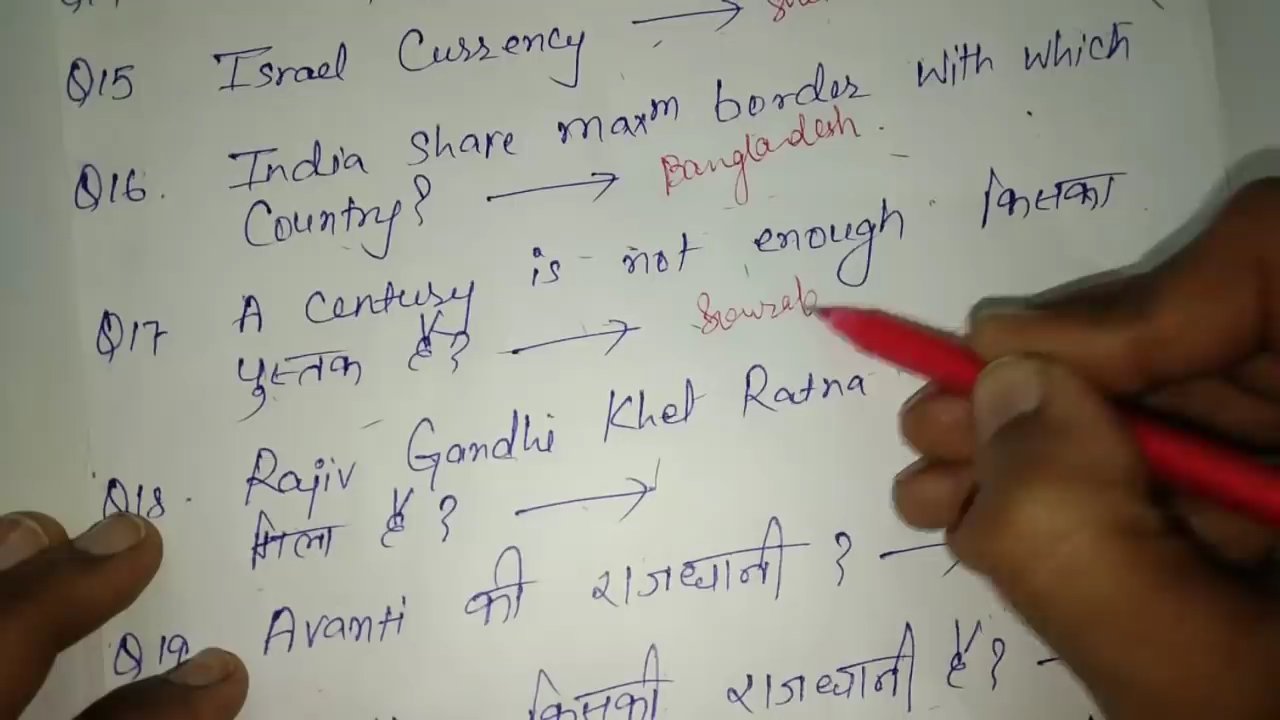 Q15 Israel Currency →
Q16. India share maxm border with which
Country? → Bangladesh.
Q17 A century is not enough किसका
पुस्तक है? → Sourab
Q18. Rajiv Gandhi Khel Ratna
मिला है? →
Q19 Avanti की राजधानी? →
किसकी राजधानी है?